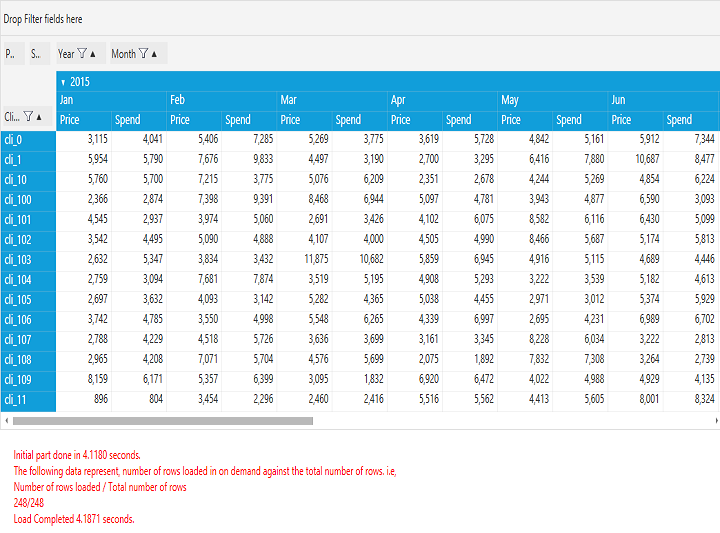 Drop Filter fields here
P.. S... Year Month
2015
Jan Feb Mar Apr May Jun
Cli... Price Spend Price Spend Price Spend Price Spend Price Spend Price Spend
cli_0 3,115 4,041 5,406 7,285 5,269 3,775 3,619 5,728 4,842 5,161 5,912 7,344
cli_1 5,954 5,790 7,676 9,833 4,497 3,190 2,700 3,295 6,416 7,880 10,687 8,477
cli_10 5,760 5,700 7,215 3,775 5,076 6,209 2,351 2,678 4,244 5,269 4,854 6,224
cli_100 2,366 2,874 7,398 9,391 8,468 6,944 5,097 4,781 3,943 4,877 6,590 3,093
cli_101 4,545 2,937 3,974 5,060 2,691 3,426 4,102 6,075 8,582 6,116 6,430 5,099
cli_102 3,542 4,495 5,090 4,888 4,107 4,000 4,505 4,990 8,466 5,687 5,174 5,813
cli_103 2,632 5,347 3,834 3,432 11,875 10,682 5,859 6,945 4,916 5,115 4,689 4,446
cli_104 2,759 3,094 7,681 7,874 3,519 5,195 4,908 5,293 3,222 3,539 5,182 4,613
cli_105 2,697 3,632 4,093 3,142 5,282 4,365 5,038 4,455 2,971 3,012 5,374 5,929
cli_106 3,742 4,785 3,550 4,998 5,548 6,265 4,339 6,997 2,695 4,231 6,989 6,702
cli_107 2,788 4,229 4,518 5,726 3,636 3,699 3,161 3,345 8,228 6,034 3,222 2,813
cli_108 2,965 4,208 7,071 5,704 4,576 5,699 2,075 1,892 7,832 7,308 3,264 2,739
cli_109 8,159 6,171 5,357 6,399 3,095 1,832 6,920 6,472 4,022 4,988 4,929 4,135
cli_11 896 804 3,454 2,296 2,460 2,416 5,516 5,562 4,413 5,605 8,001 8,324
Initial part done in 4.1180 seconds.
The following data represent, number of rows loaded in on demand against the total number of rows. i.e,
Number of rows loaded / Total number of rows
248/248
Load Completed 4.1871 seconds.